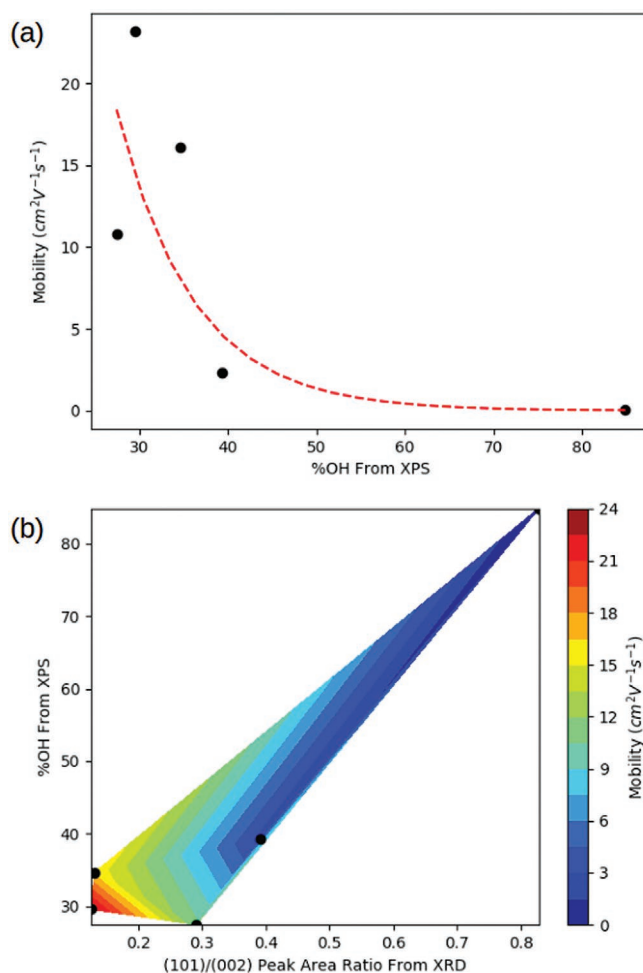 (a)
20
15
10
5
0
Mobility (cm²V⁻¹s⁻¹)
30 40 50 60 70 80
%OH From XPS
(b)
80
70
60
50
40
30
%OH From XPS
0.2 0.3 0.4 0.5 0.6 0.7 0.8
(101)/(002) Peak Area Ratio From XRD
24
21
18
15
12
9
6
3
0
Mobility (cm²V⁻¹s⁻¹)